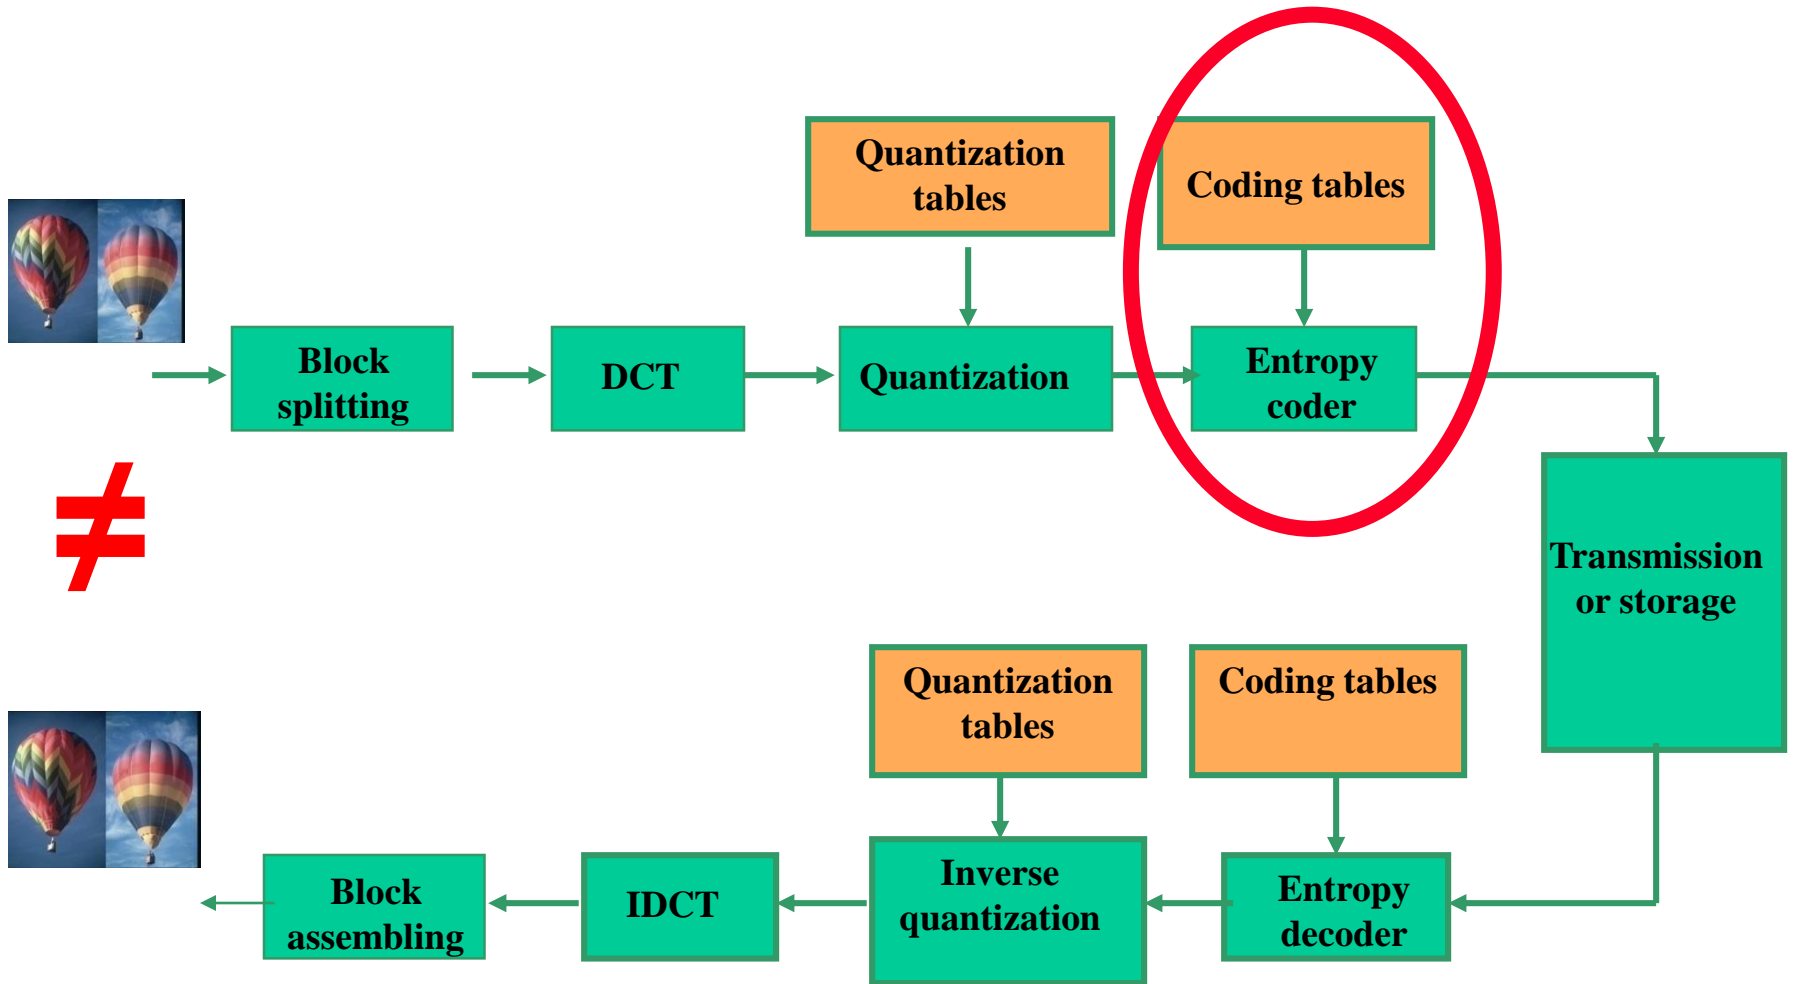 Quantization
tables
Coding tables
Block
splitting
DCT
Quantization
Entropy
coder
≠
Transmission
or storage
Quantization
tables
Coding tables
Block
assembling
IDCT
Inverse
quantization
Entropy
decoder